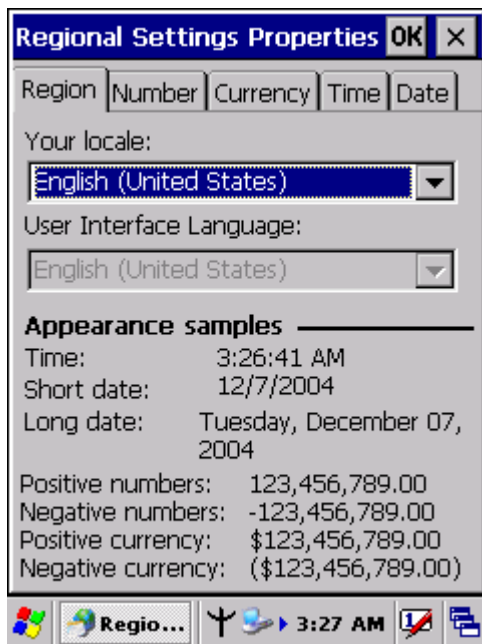 Regional Settings Properties OK ×
Region Number Currency Time Date
Your locale:
English (United States)
User Interface Language:
English (United States)
Appearance samples
Time: 3:26:41 AM
Short date: 12/7/2004
Long date: Tuesday, December 07,
2004
Positive numbers: 123,456,789.00
Negative numbers: -123,456,789.00
Positive currency: $123,456,789.00
Negative currency: ($123,456,789.00)
Regio... 3:27 AM